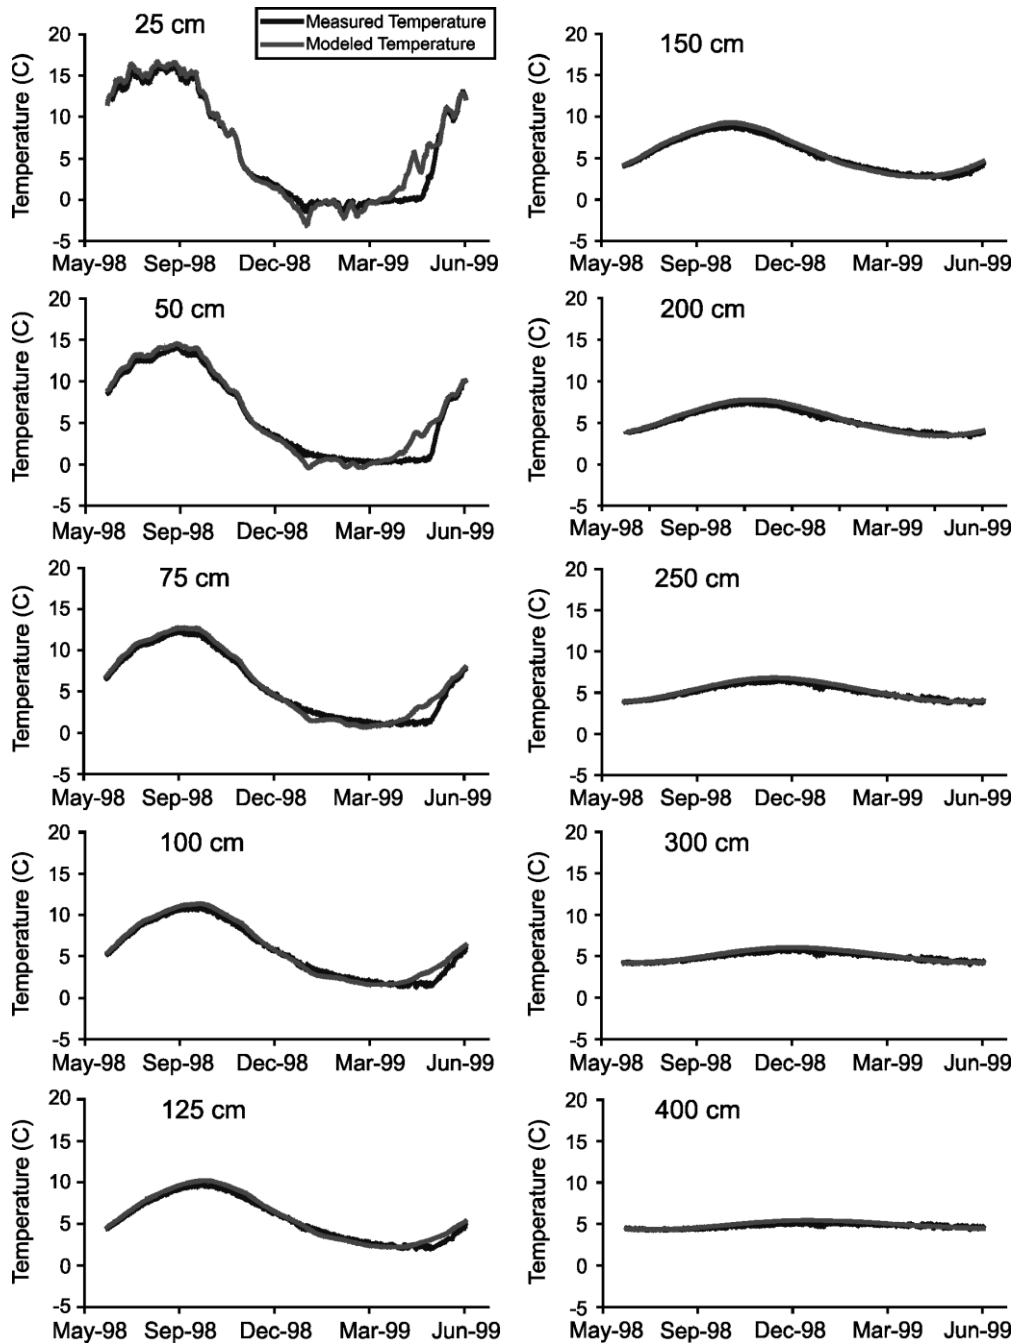 25 cm
Measured Temperature
Modeled Temperature
Temperature (C)
20
15
10
5
0
-5
May-98 Sep-98 Dec-98 Mar-99 Jun-99
150 cm
Temperature (C)
20
15
10
5
0
-5
May-98 Sep-98 Dec-98 Mar-99 Jun-99
50 cm
Temperature (C)
20
15
10
5
0
-5
May-98 Sep-98 Dec-98 Mar-99 Jun-99
200 cm
Temperature (C)
20
15
10
5
0
-5
May-98 Sep-98 Dec-98 Mar-99 Jun-99
75 cm
Temperature (C)
20
15
10
5
0
-5
May-98 Sep-98 Dec-98 Mar-99 Jun-99
250 cm
Temperature (C)
20
15
10
5
0
-5
May-98 Sep-98 Dec-98 Mar-99 Jun-99
100 cm
Temperature (C)
20
15
10
5
0
-5
May-98 Sep-98 Dec-98 Mar-99 Jun-99
300 cm
Temperature (C)
20
15
10
5
0
-5
May-98 Sep-98 Dec-98 Mar-99 Jun-99
125 cm
Temperature (C)
20
15
10
5
0
-5
May-98 Sep-98 Dec-98 Mar-99 Jun-99
400 cm
Temperature (C)
20
15
10
5
0
-5
May-98 Sep-98 Dec-98 Mar-99 Jun-99